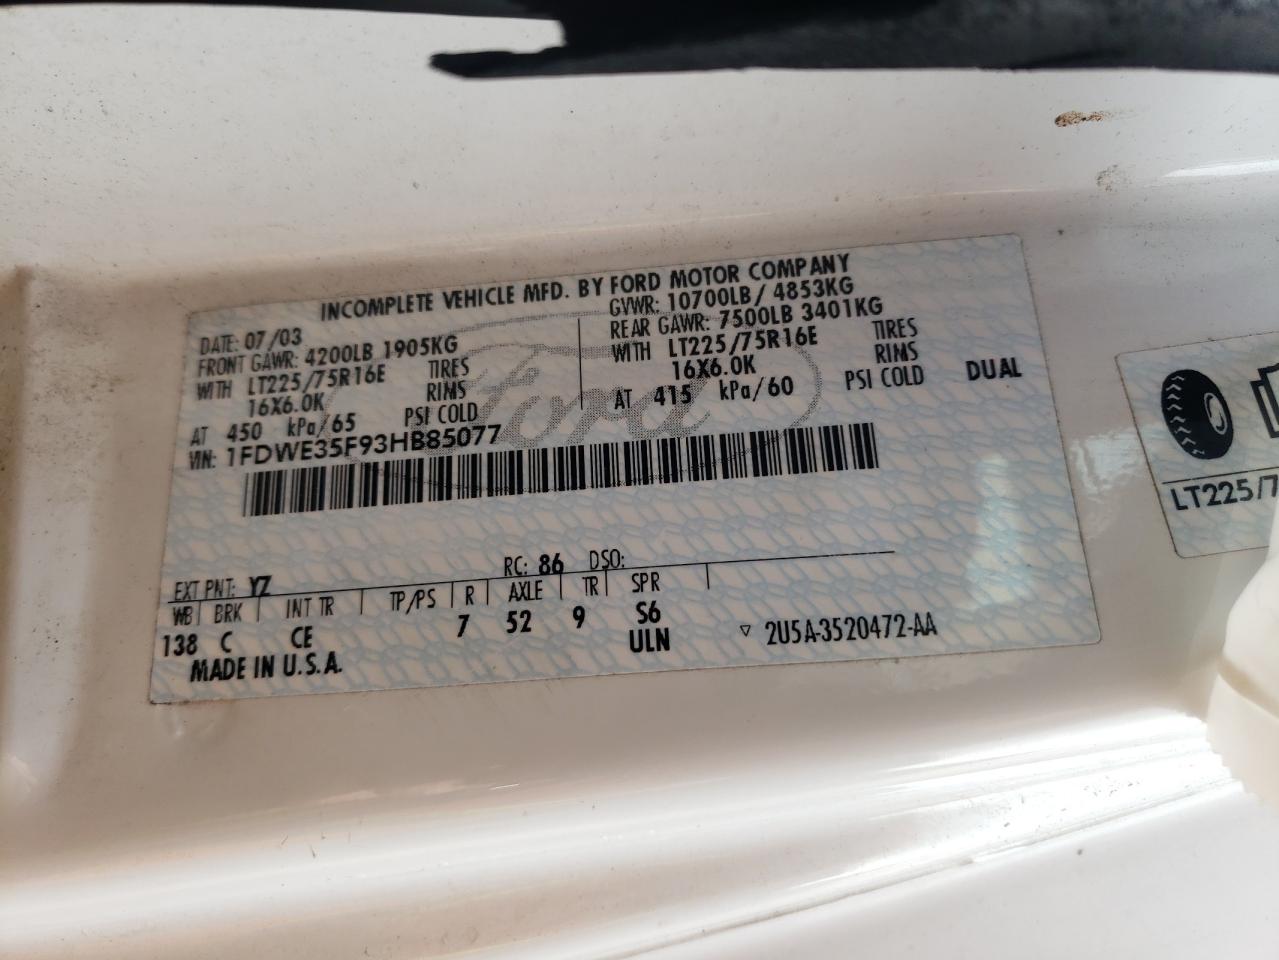 INCOMPLETE VEHICLE MFD. BY FORD MOTOR COMPANY
DATE: 07/03
GVWR: 10700LB/ 4853KG
FRONT GAWR: 4200LB 1905KG
REAR GAWR: 7500LB 3401KG
WITH LT225/75R16E TIRES
WITH LT225/75R16E TIRES
16X6.0K RIMS
16X6.0K RIMS
AT 450 kPa/65 PSI COLD
AT 415 kPa/60 PSI COLD DUAL
VIN: 1FDWE35F93HB85077
Ford
EXT PNT: YZ RC: 86 DSO:
WB BRK INT TR TP/PS R AXLE TR SPR
138 C CE 7 52 9 S6
ULN
▽ 2U5A-3520472-AA
MADE IN U.S.A.
LT225/7